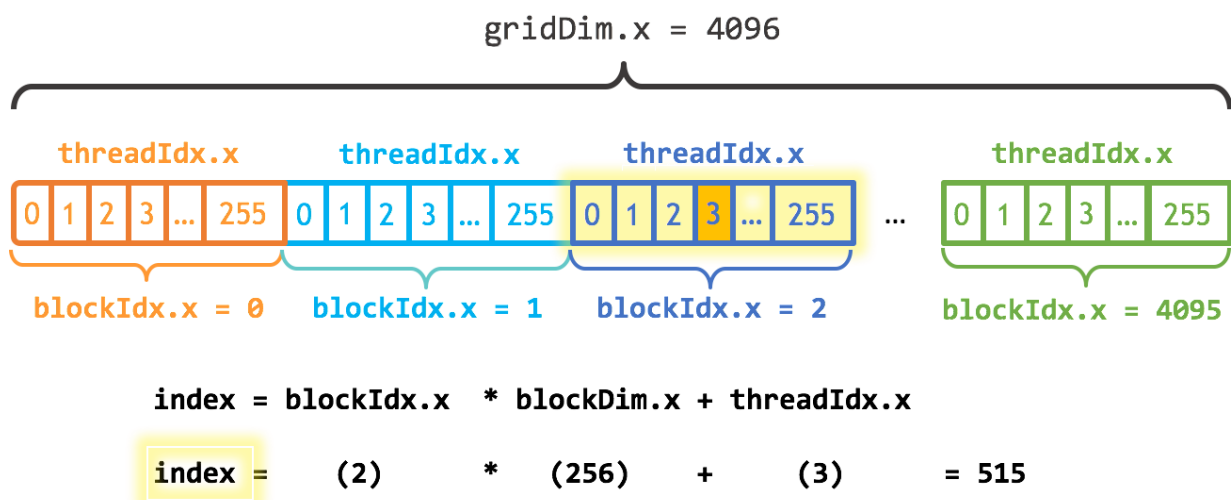 gridDim.x = 4096
threadIdx.x threadIdx.x threadIdx.x threadIdx.x
0 1 2 3 ... 255 0 1 2 3 ... 255 0 1 2 3 ... 255 ... 0 1 2 3 ... 255
blockIdx.x = 0 blockIdx.x = 1 blockIdx.x = 2 blockIdx.x = 4095
index = blockIdx.x * blockDim.x + threadIdx.x
index = (2) * (256) + (3) = 515